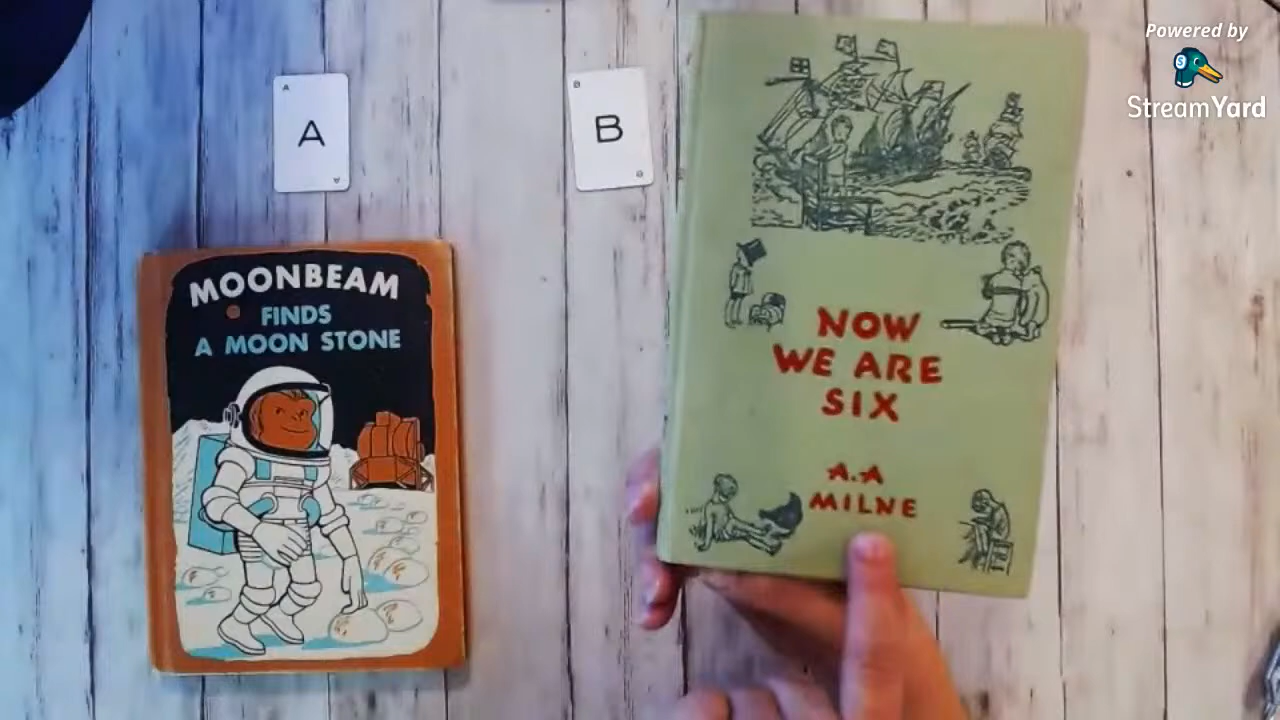 Powered by
StreamYard
A
A
A
B
B
B
MOONBEAM
FINDS
A MOON STONE
NOW
WE ARE
SIX
A.A
MILNE